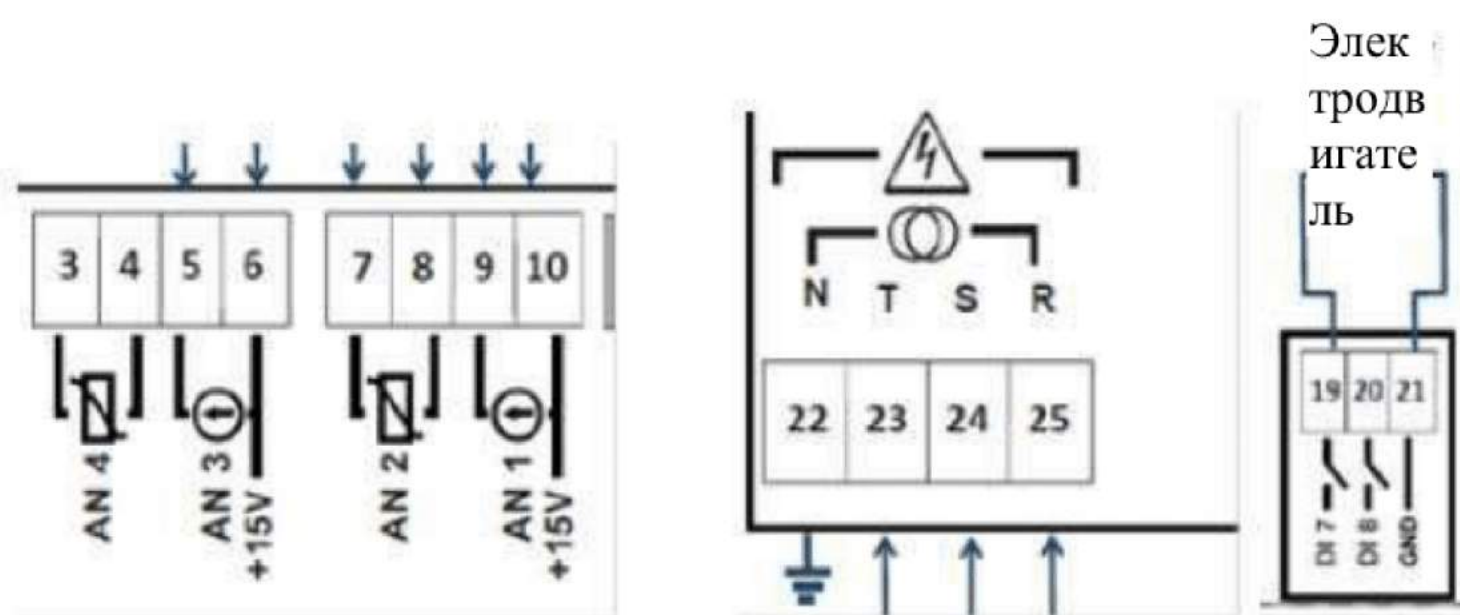 Элек
тродв
игате
ль
3 4 5 6 7 8 9 10
AN 4
AN 3
+15V
AN 2
AN 1
+15V
N T S R
22 23 24 25
19 20 21
DI 7
DI 8
GND